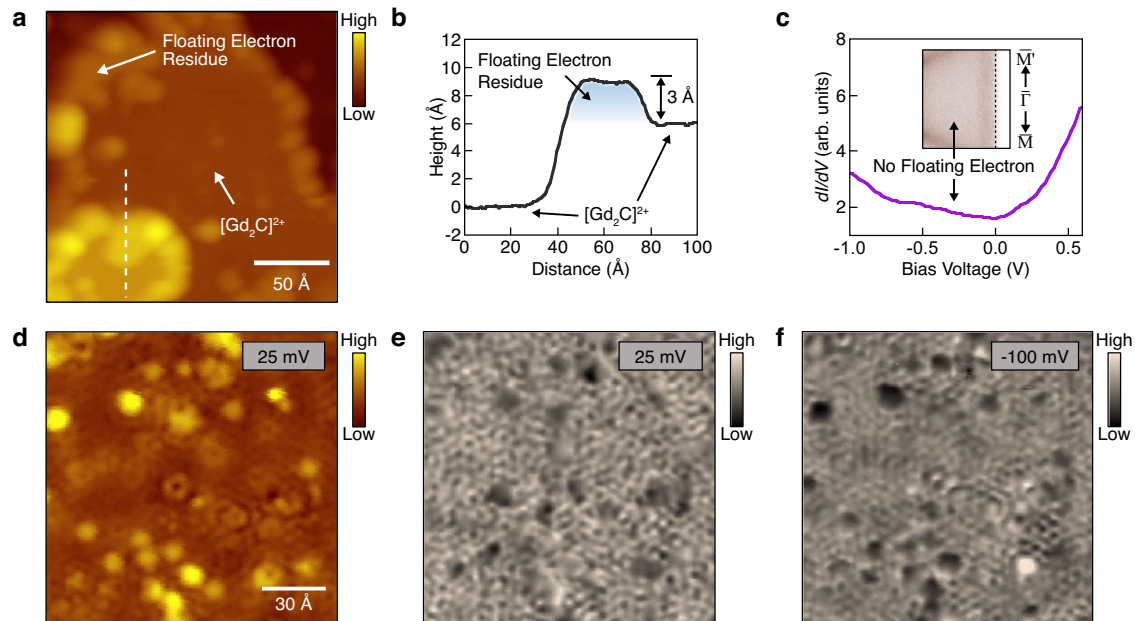 a
Floating Electron
Residue
[Gd₂C]²⁺
50 Å
High
Low
b
Height (Å)
12
10
8
6
4
2
0
-2
Floating Electron
Residue
3 Å
[Gd₂C]²⁺
0 20 40 60 80 100
Distance (Å)
c
dI/dV (arb. units)
8
6
4
2
M̅'
Γ̅
M̅
No Floating Electron
-1.0 -0.5 0.0 0.5
Bias Voltage (V)
d
25 mV
30 Å
High
Low
e
25 mV
High
Low
f
-100 mV
High
Low